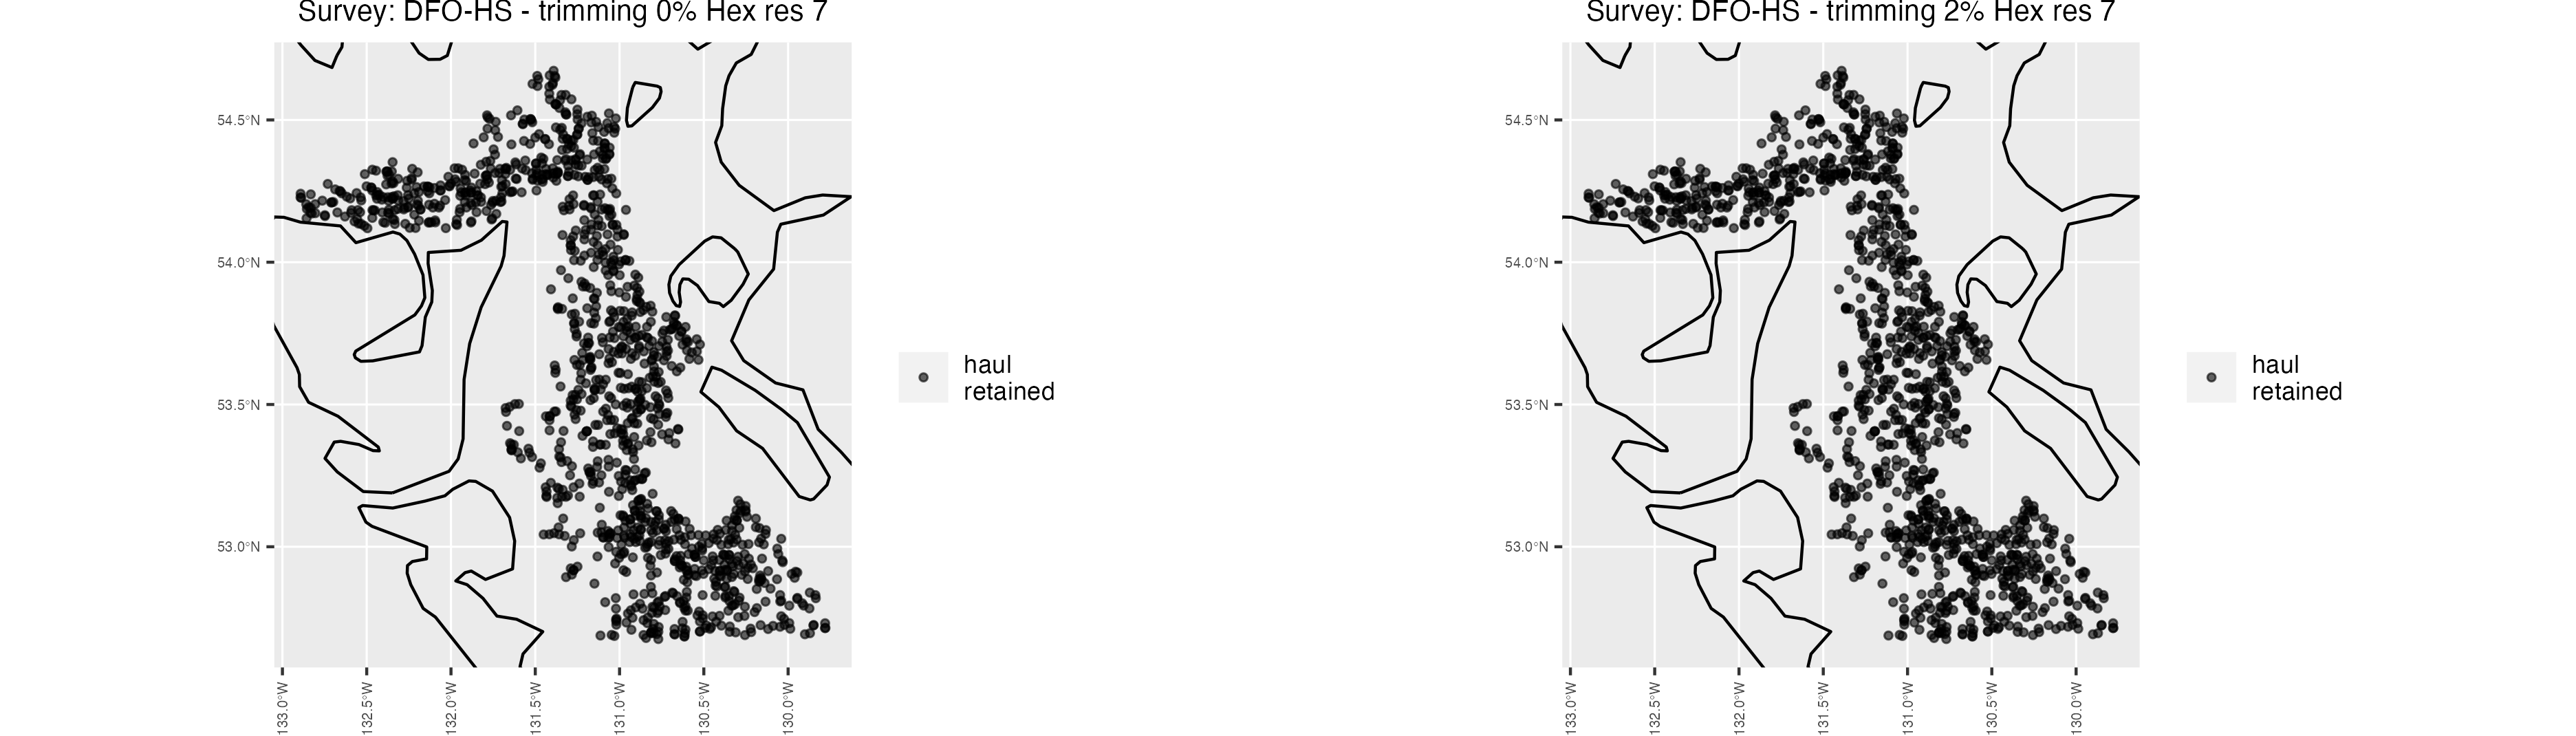 Survey: DFO-HS - trimming 0% Hex res 7
54.5°N
54.0°N
53.5°N
53.0°N
133.0°W
132.5°W
132.0°W
131.5°W
131.0°W
130.5°W
130.0°W
haul
retained
Survey: DFO-HS - trimming 2% Hex res 7
54.5°N
54.0°N
53.5°N
53.0°N
133.0°W
132.5°W
132.0°W
131.5°W
131.0°W
130.5°W
130.0°W
haul
retained